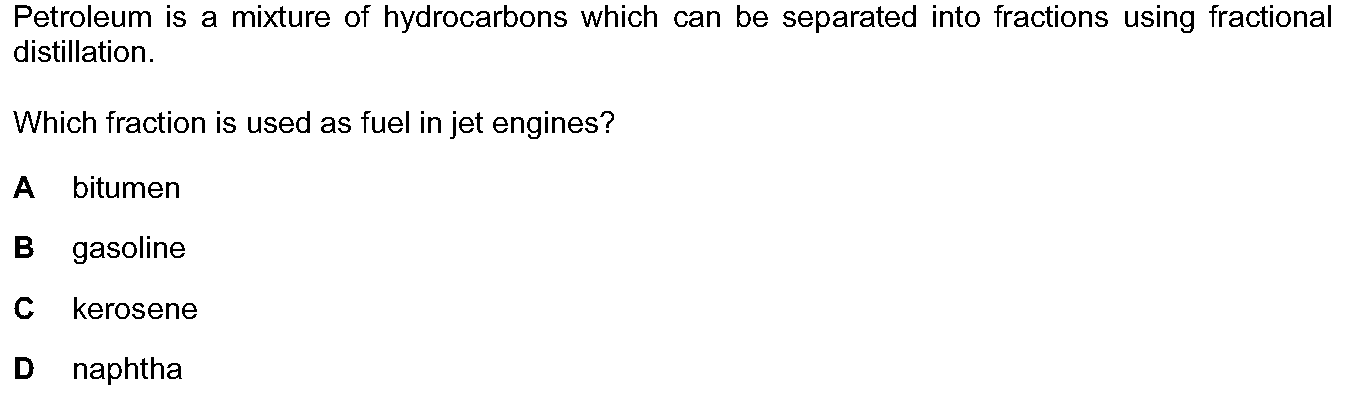 Petroleum is a mixture of hydrocarbons which can be separated into fractions using fractional
distillation.
Which fraction is used as fuel in jet engines?
A bitumen
B gasoline
C kerosene
D naphtha